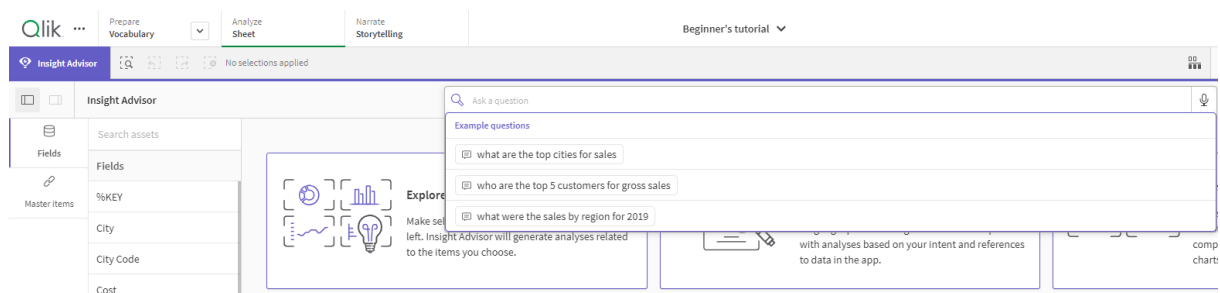 Qlik
Prepare
Vocabulary
Analyze
Sheet
Narrate
Storytelling
Beginner's tutorial
Insight Advisor
No selections applied
Insight Advisor
Ask a question
Example questions
what are the top cities for sales
who are the top 5 customers for gross sales
what were the sales by region for 2019
Fields
Master items
Search assets
Fields
%KEY
City
City Code
Cost
Explore
Make sel
left. Insight Advisor will generate analyses related
to the items you choose.
with analyses based on your intent and references
to data in the app.
comp
charts